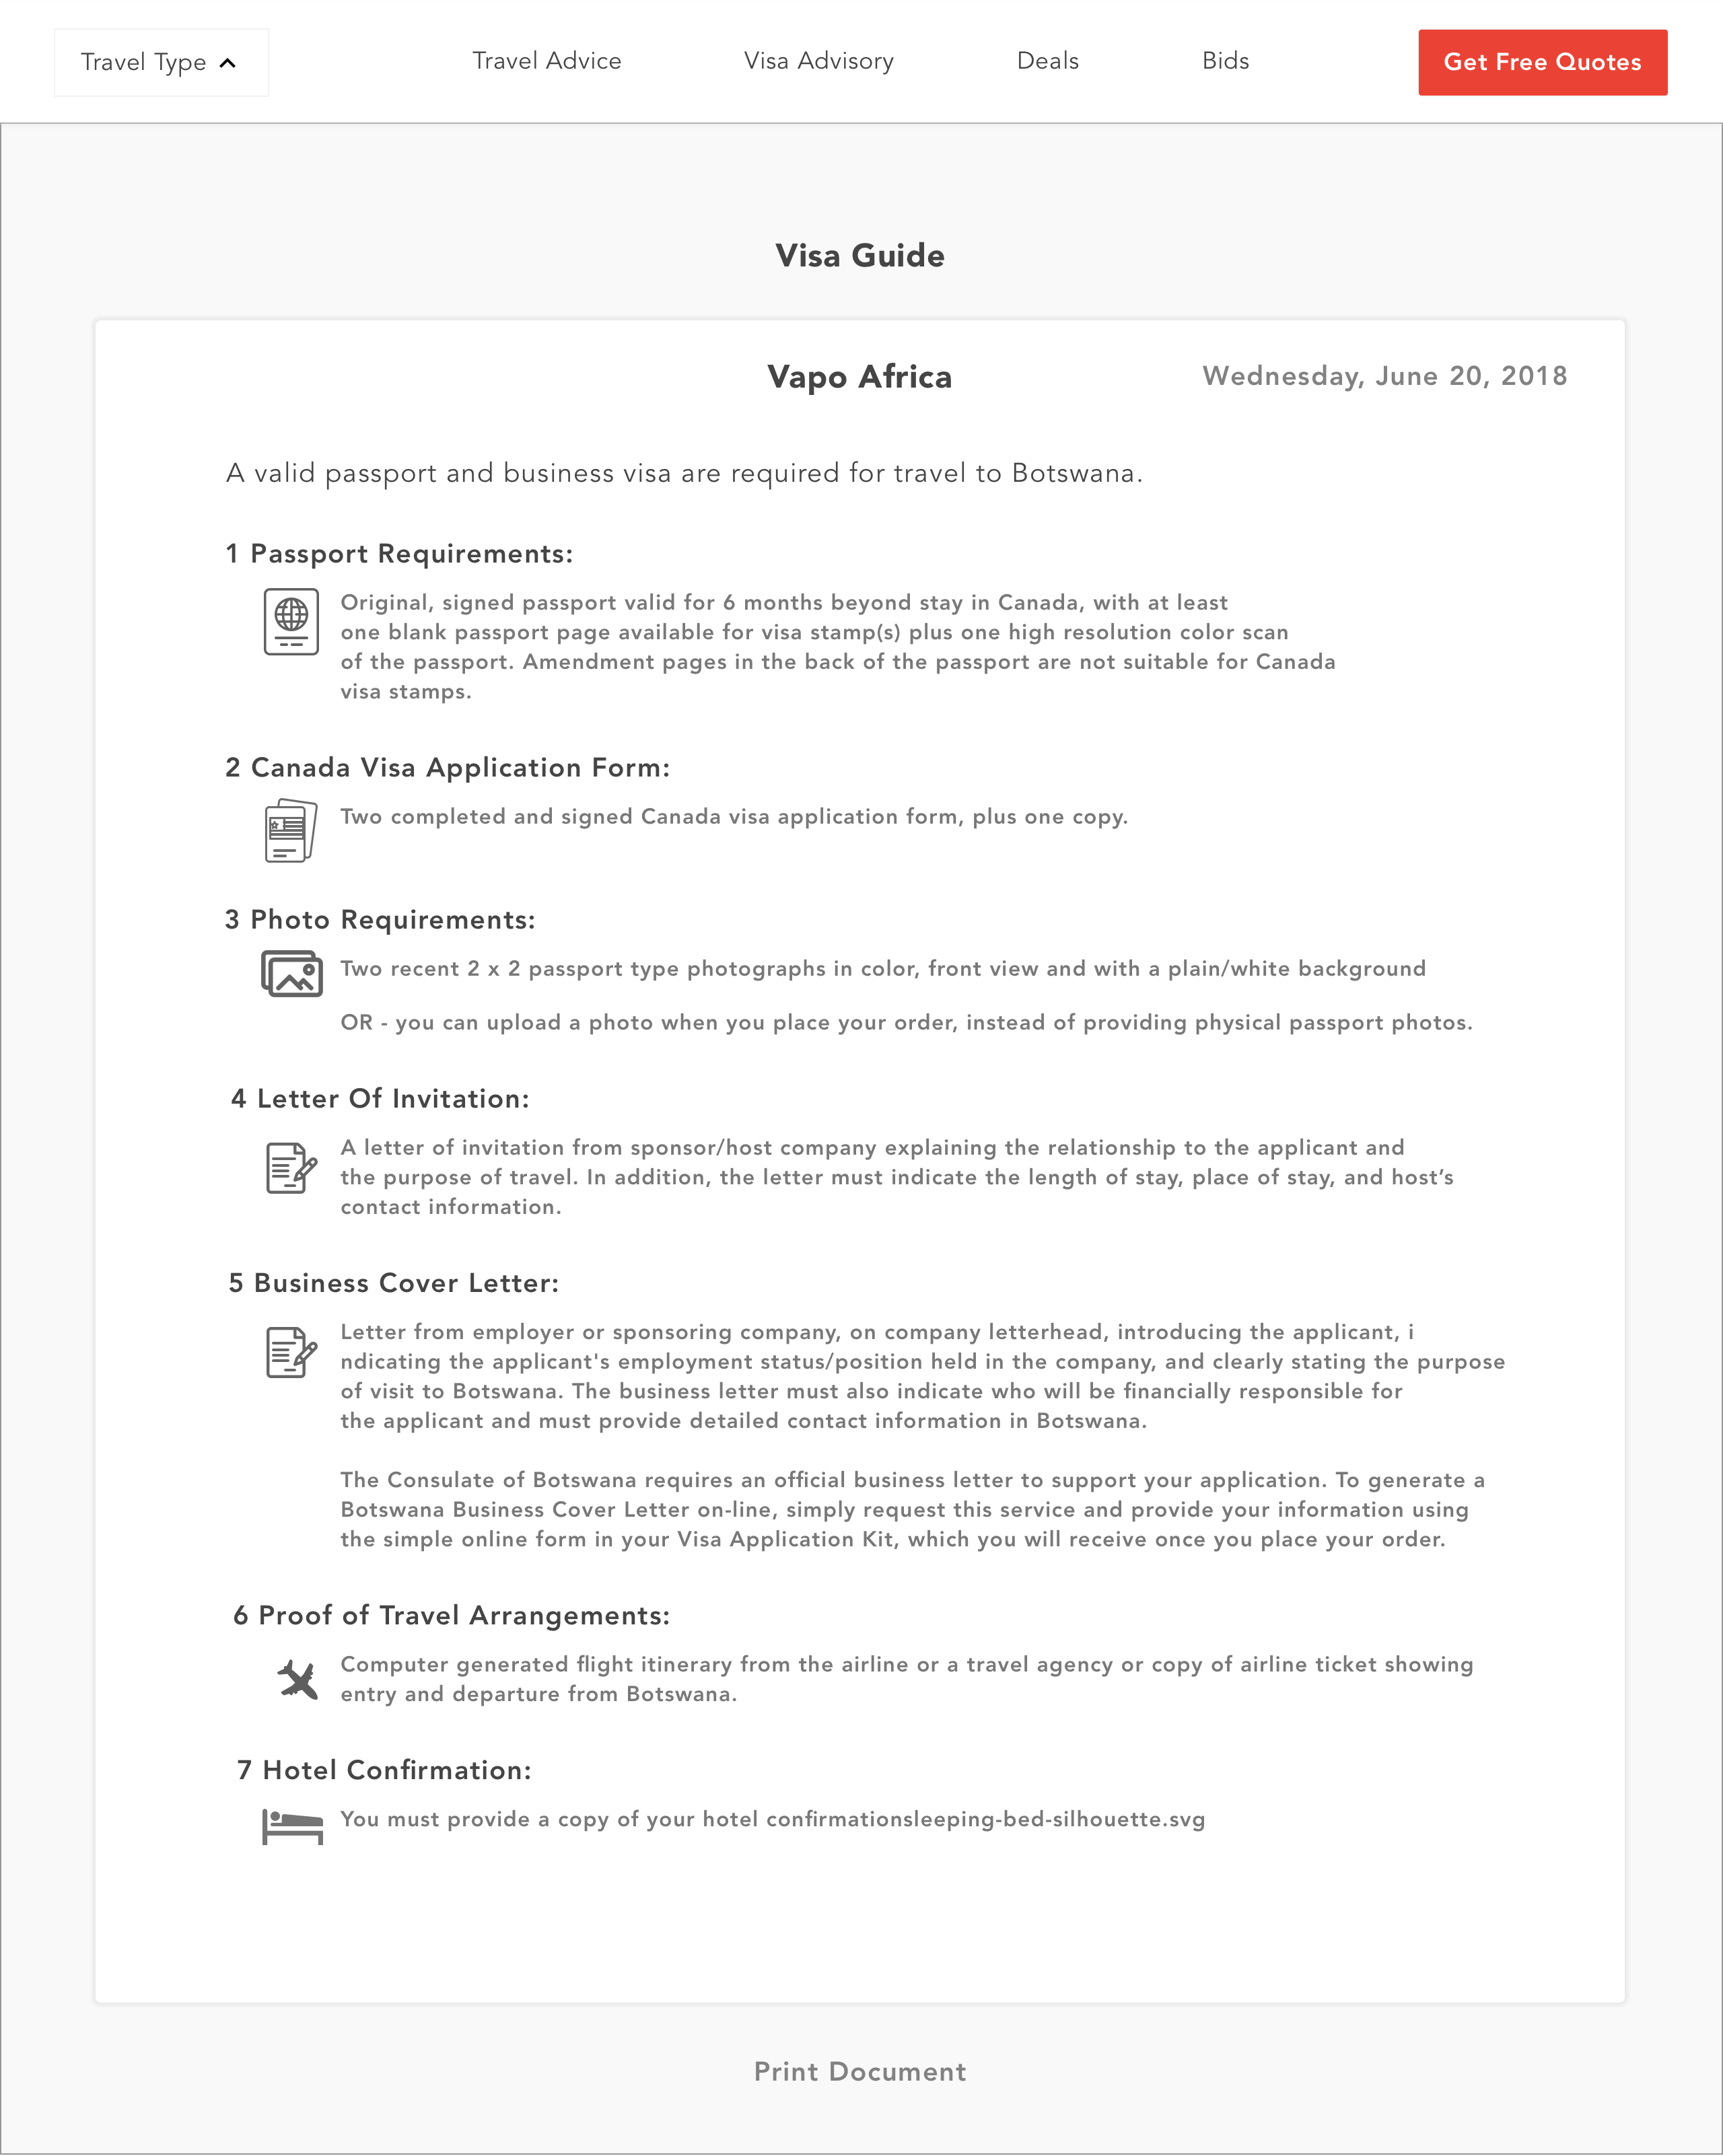 Travel Type
Travel Advice
Visa Advisory
Deals
Bids
Get Free Quotes
Visa Guide
Vapo Africa
Wednesday, June 20, 2018
A valid passport and business visa are required for travel to Botswana.
1 Passport Requirements:
Original, signed passport valid for 6 months beyond stay in Canada, with at least
one blank passport page available for visa stamp(s) plus one high resolution color scan
of the passport. Amendment pages in the back of the passport are not suitable for Canada
visa stamps.
2 Canada Visa Application Form:
Two completed and signed Canada visa application form, plus one copy.
3 Photo Requirements:
Two recent 2 x 2 passport type photographs in color, front view and with a plain/white background
OR - you can upload a photo when you place your order, instead of providing physical passport photos.
4 Letter Of Invitation:
A letter of invitation from sponsor/host company explaining the relationship to the applicant and
the purpose of travel. In addition, the letter must indicate the length of stay, place of stay, and host’s
contact information.
5 Business Cover Letter:
Letter from employer or sponsoring company, on company letterhead, introducing the applicant, i
ndicating the applicant's employment status/position held in the company, and clearly stating the purpose
of visit to Botswana. The business letter must also indicate who will be financially responsible for
the applicant and must provide detailed contact information in Botswana.
The Consulate of Botswana requires an official business letter to support your application. To generate a
Botswana Business Cover Letter on-line, simply request this service and provide your information using
the simple online form in your Visa Application Kit, which you will receive once you place your order.
6 Proof of Travel Arrangements:
Computer generated flight itinerary from the airline or a travel agency or copy of airline ticket showing
entry and departure from Botswana.
7 Hotel Confirmation:
You must provide a copy of your hotel confirmationsleeping-bed-silhouette.svg
Print Document